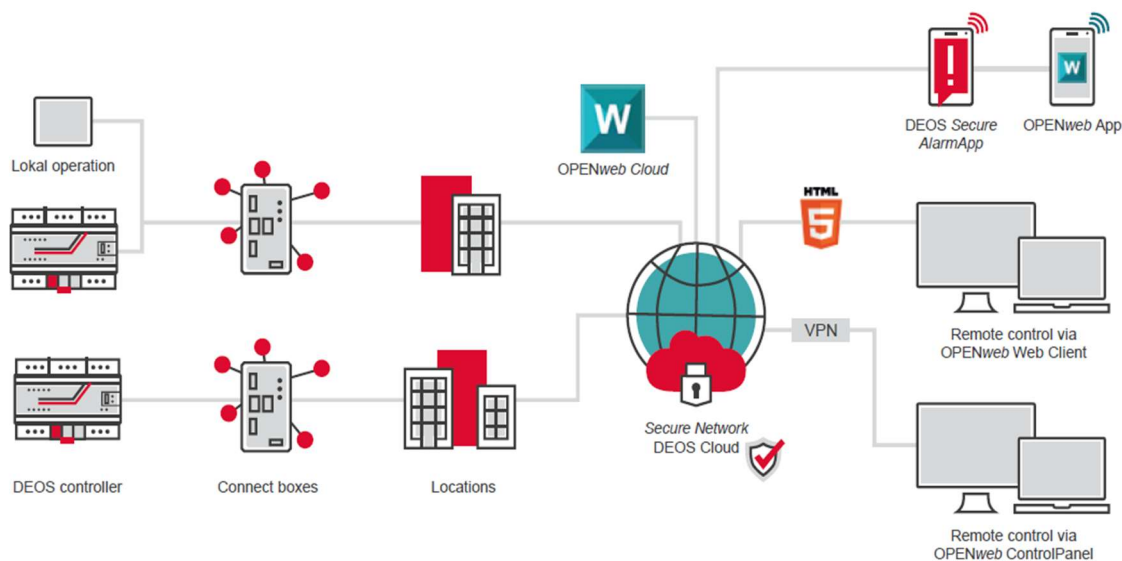 Lokal operation
W
OPENweb Cloud
!
DEOS Secure
AlarmApp
W
OPENweb App
HTML
5
Remote control via
OPENweb Web Client
VPN
Secure Network
DEOS Cloud
DEOS controller
Connect boxes
Locations
Remote control via
OPENweb ControlPanel